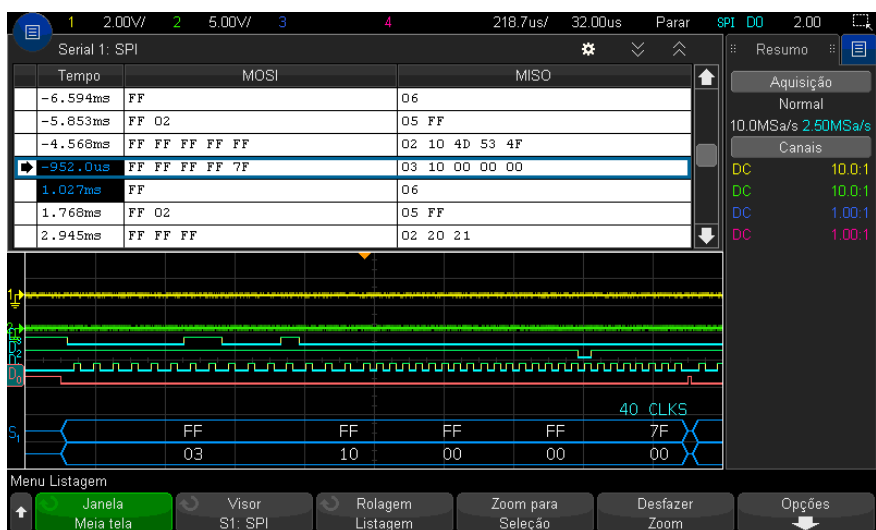 1 2.00V/ 2 5.00V/ 3 4 218.7us/ 32.00us Parar SPI D0 2.00
Serial 1: SPI
Tempo MOSI MISO
-6.594ms FF 06
-5.853ms FF 02 05 FF
-4.568ms FF FF FF FF FF 02 10 4D 53 4F
-952.0us FF FF FF FF 7F 03 10 00 00 00
1.027ms FF 06
1.768ms FF 02 05 FF
2.945ms FF FF FF 02 20 21
Resumo
Aquisição
Normal
10.0MSa/s 2.50MSa/s
Canais
DC 10.0:1
DC 10.0:1
DC 1.00:1
DC 1.00:1
1
2
D2
D0
40 CLKS
S1 FF FF FF FF 7F
03 10 00 00 00
Menu Listagem
Janela Visor Rolagem Zoom para Desfazer Opções
Meia tela S1: SPI Listagem Seleção Zoom